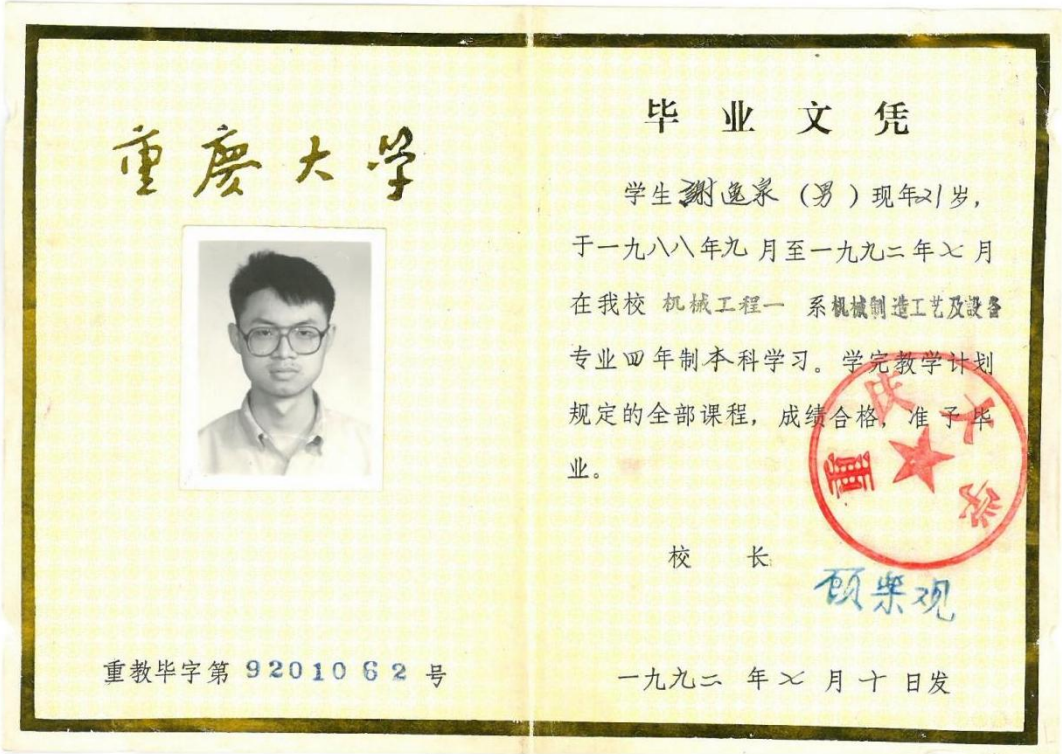 重慶大学
重教毕字第 9201062 号
毕业文凭
学生謝逸泉（男）现年21岁，
于一九八八年九月至一九九二年七月
在我校 机械工程一 系机械制造工艺及設备
专业四年制本科学习。学完教学计划
规定的全部课程，成绩合格，准予毕
业。
重庆大学
校 长
顾乐观
一九九二 年七月十日发